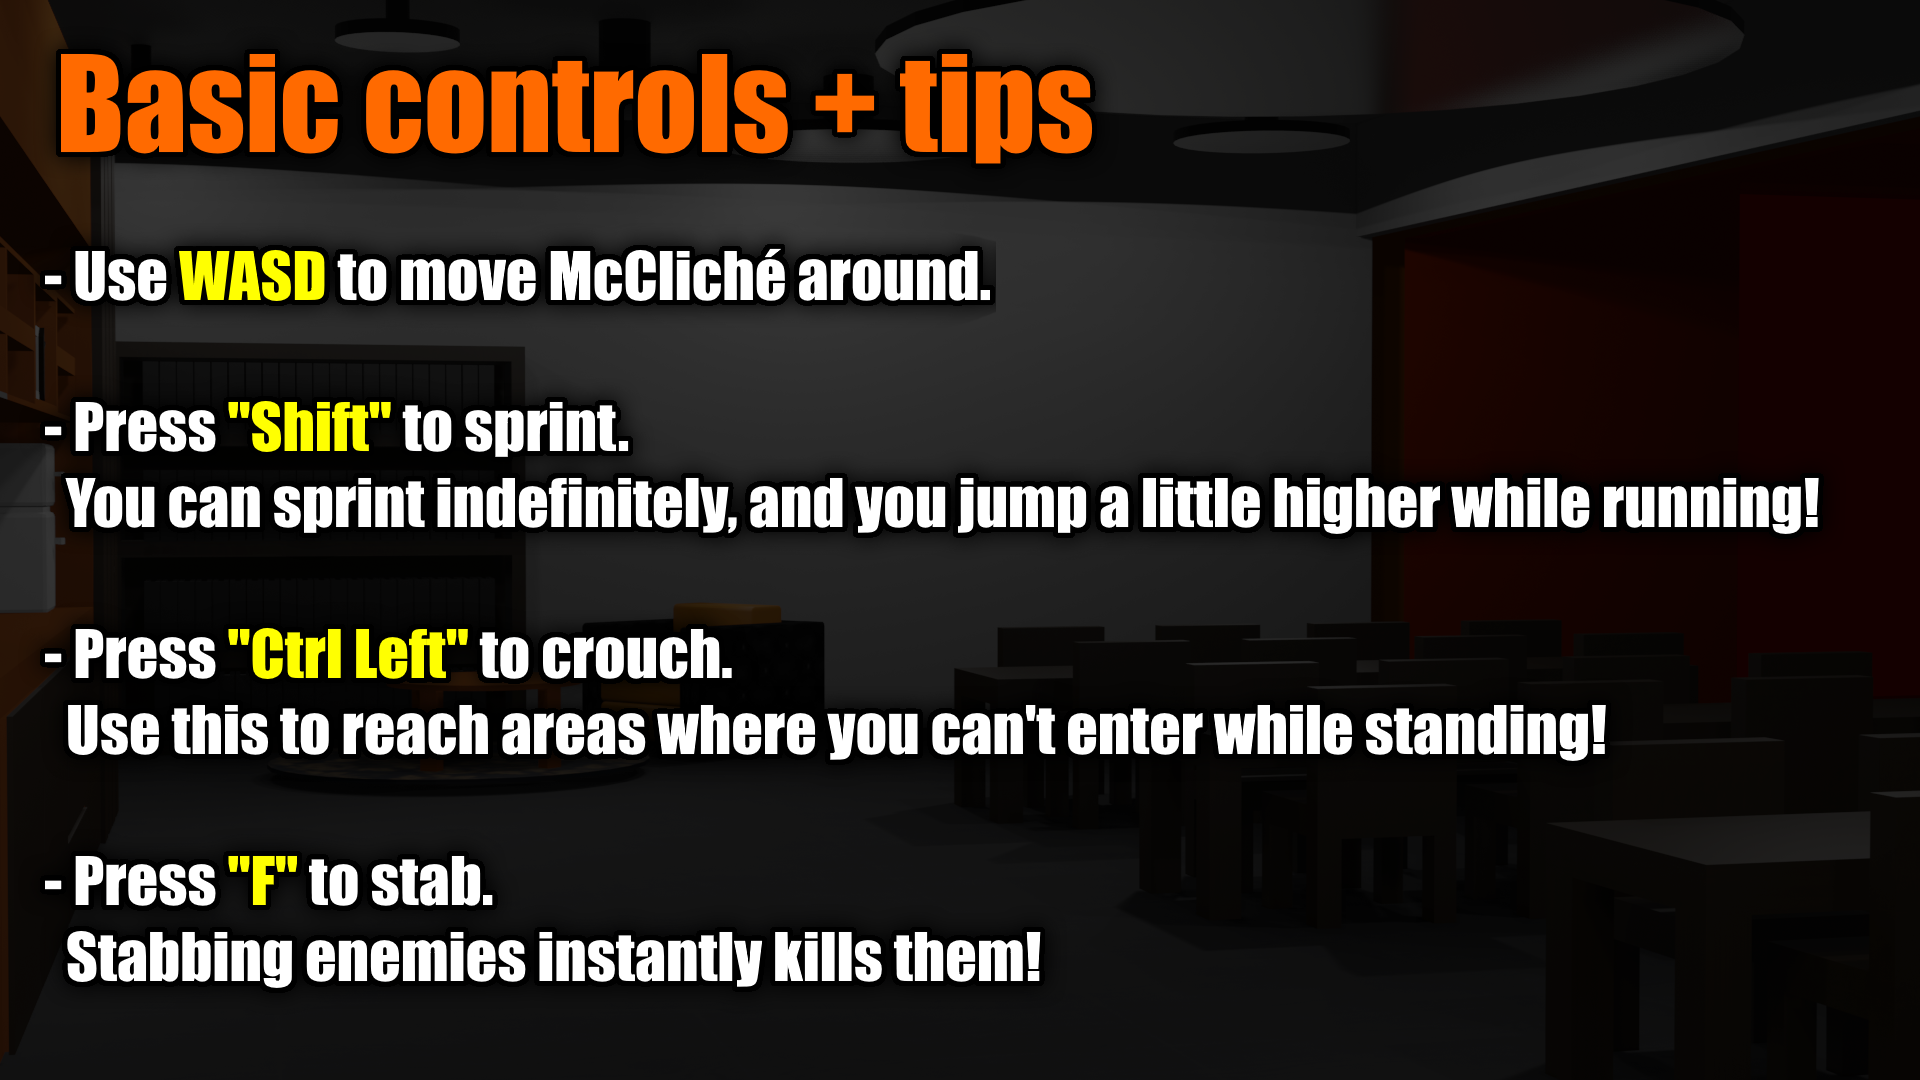 Basic controls + tips
- Use WASD to move McCliché around.
- Press "Shift" to sprint.
You can sprint indefinitely, and you jump a little higher while running!
- Press "Ctrl Left" to crouch.
Use this to reach areas where you can't enter while standing!
- Press "F" to stab.
Stabbing enemies instantly kills them!